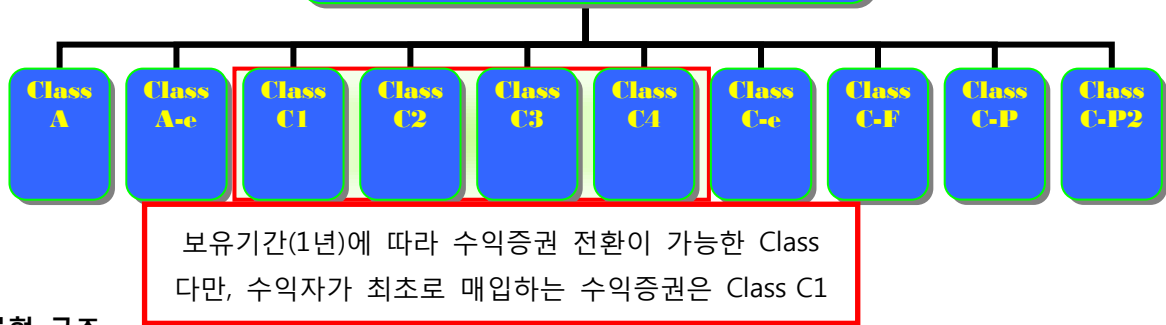 Class A
Class A-e
Class C1
Class C2
Class C3
Class C4
Class C-e
Class C-F
Class C-P
Class C-P2
보유기간(1년)에 따라 수익증권 전환이 가능한 Class
다만, 수익자가 최초로 매입하는 수익증권은 Class C1
구조